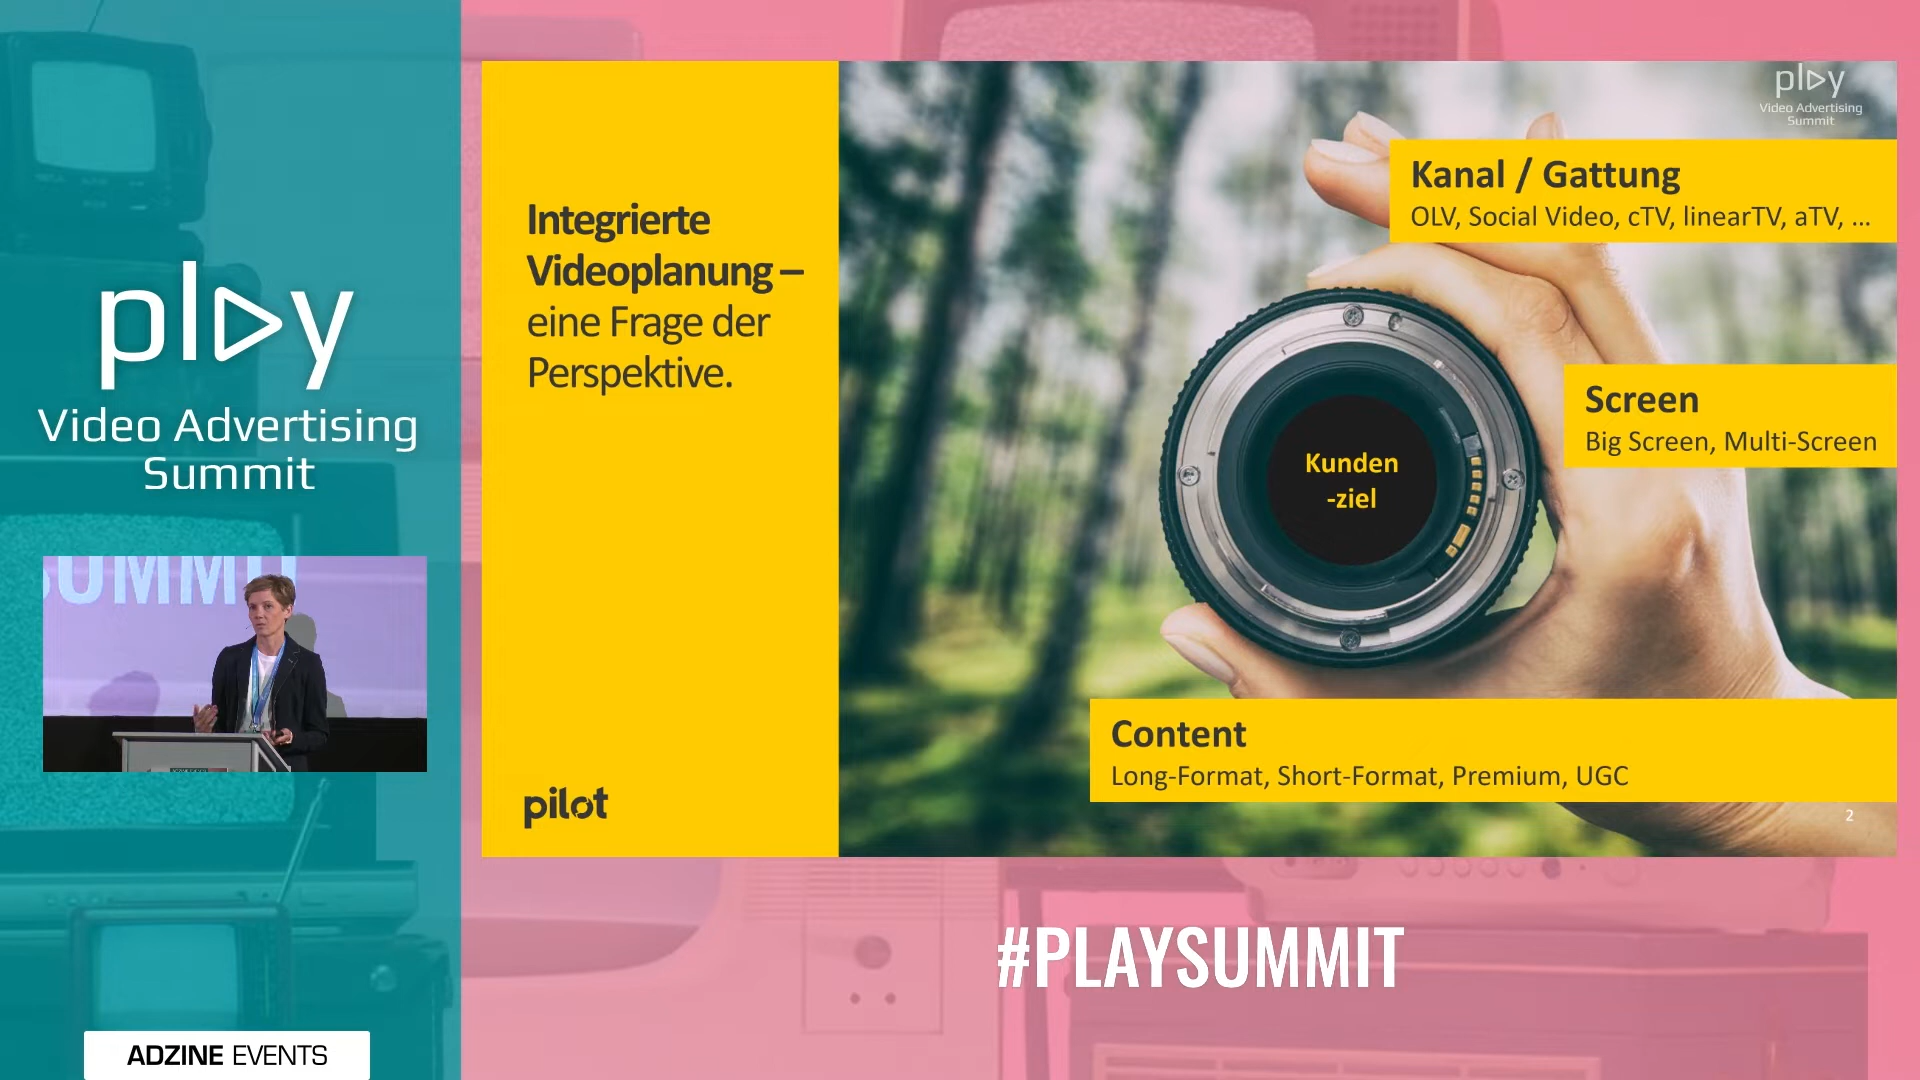 play
Video Advertising
Summit
SUMMIT
ADZINE EVENTS
Integrierte
Videoplanung –
eine Frage der
Perspektive.
pilot
play
Video Advertising
Summit
Kanal / Gattung
OLV, Social Video, cTV, linearTV, aTV, ...
Screen
Big Screen, Multi-Screen
Kunden
-ziel
Content
Long-Format, Short-Format, Premium, UGC
2
#PLAYSUMMIT